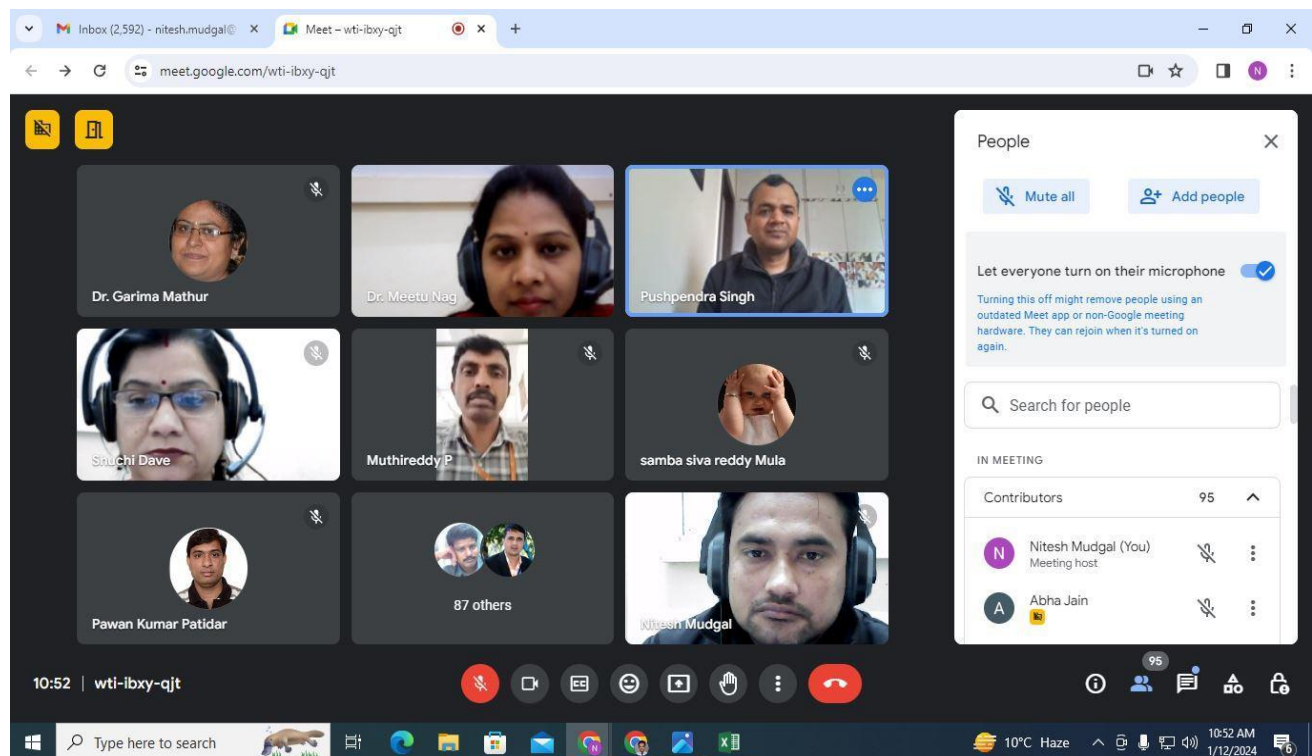 Inbox (2,592) - nitesh.mudgal@
Meet – wti-ibxy-qjt
meet.google.com/wti-ibxy-qjt
N
Dr. Garima Mathur
Dr. Meetu Nag
Pushpendra Singh
Shuchi Dave
Muthireddy P
samba siva reddy Mula
Pawan Kumar Patidar
87 others
Nitesh Mudgal
People
Mute all
Add people
Let everyone turn on their microphone
Turning this off might remove people using an
outdated Meet app or non-Google meeting
hardware. They can rejoin when it's turned on
again.
Search for people
IN MEETING
Contributors 95
N
Nitesh Mudgal (You)
Meeting host
A
Abha Jain
10:52 | wti-ibxy-qjt
CC
95
Type here to search
10°C Haze
10:52 AM
1/12/2024
6